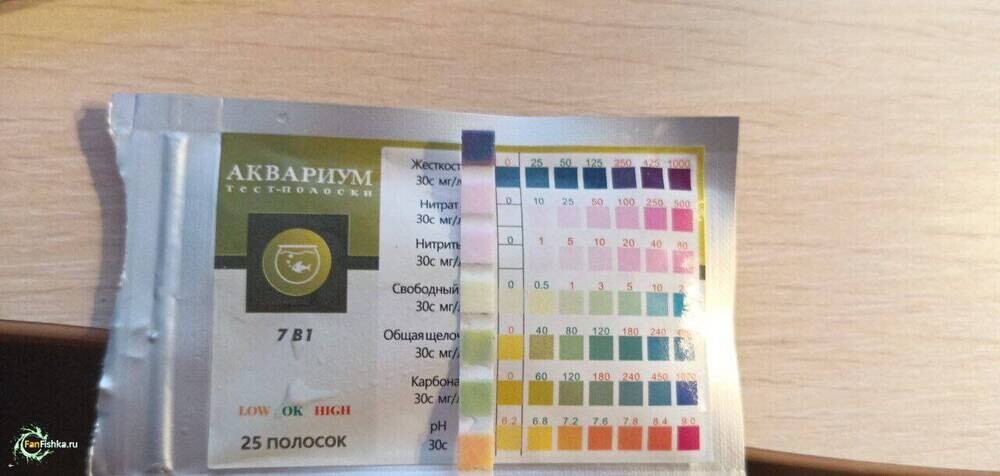 АКВАРИУМ
ТЕСТ-ПОЛОСКИ
7 В 1
LOW OK HIGH
25 ПОЛОСОК
Жесткост 0 25 50 125 250 425 1000
30с мг/л
Нитрат 0 10 25 50 100 250 500
30с мг/
Нитриты 0 1 5 10 20 40 80
30с мг/
Свободный 0 0.5 1 3 5 10 2
30с мг/
Общая щелоч 0 40 80 120 180 240
30с мг/
Карбона 0 60 120 180 240 450
30с мг/
pH 6.2 6.8 7.2 7.6 7.8 8.4 9.0
30с
FanFishka.ru